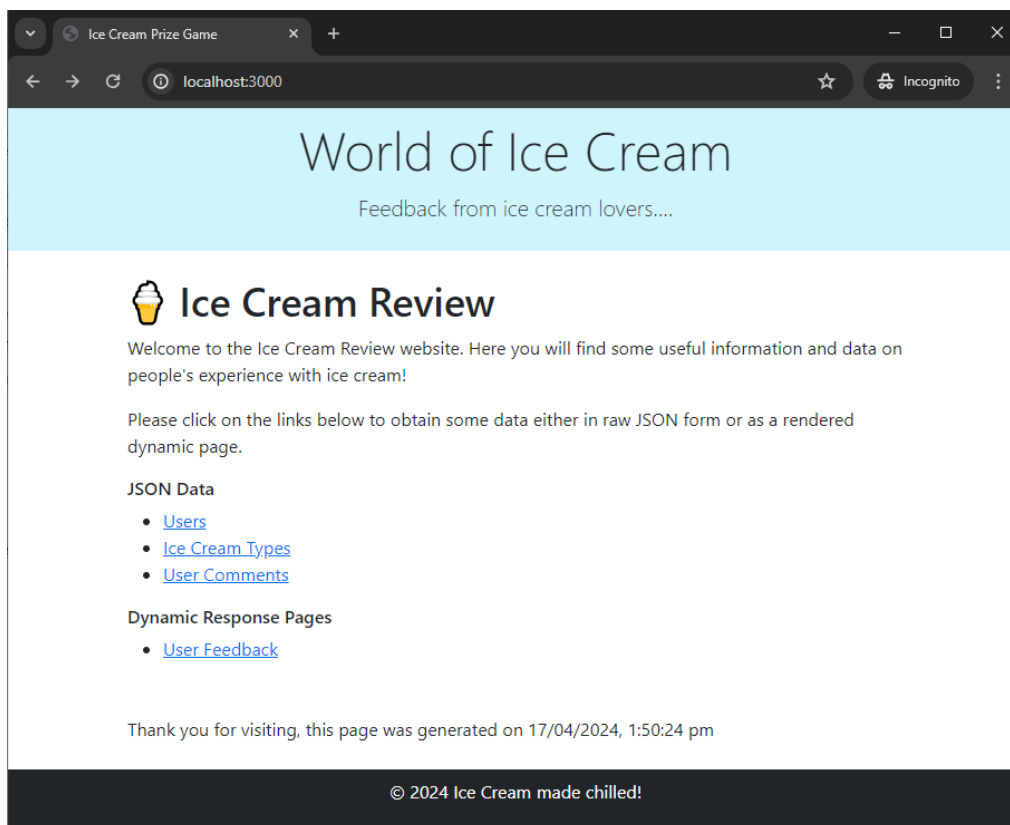 Ice Cream Prize Game
localhost:3000
Incognito
World of Ice Cream
Feedback from ice cream lovers....
Ice Cream Review
Welcome to the Ice Cream Review website. Here you will find some useful information and data on
people's experience with ice cream!
Please click on the links below to obtain some data either in raw JSON form or as a rendered
dynamic page.
JSON Data
Users
Ice Cream Types
User Comments
Dynamic Response Pages
User Feedback
Thank you for visiting, this page was generated on 17/04/2024, 1:50:24 pm
© 2024 Ice Cream made chilled!